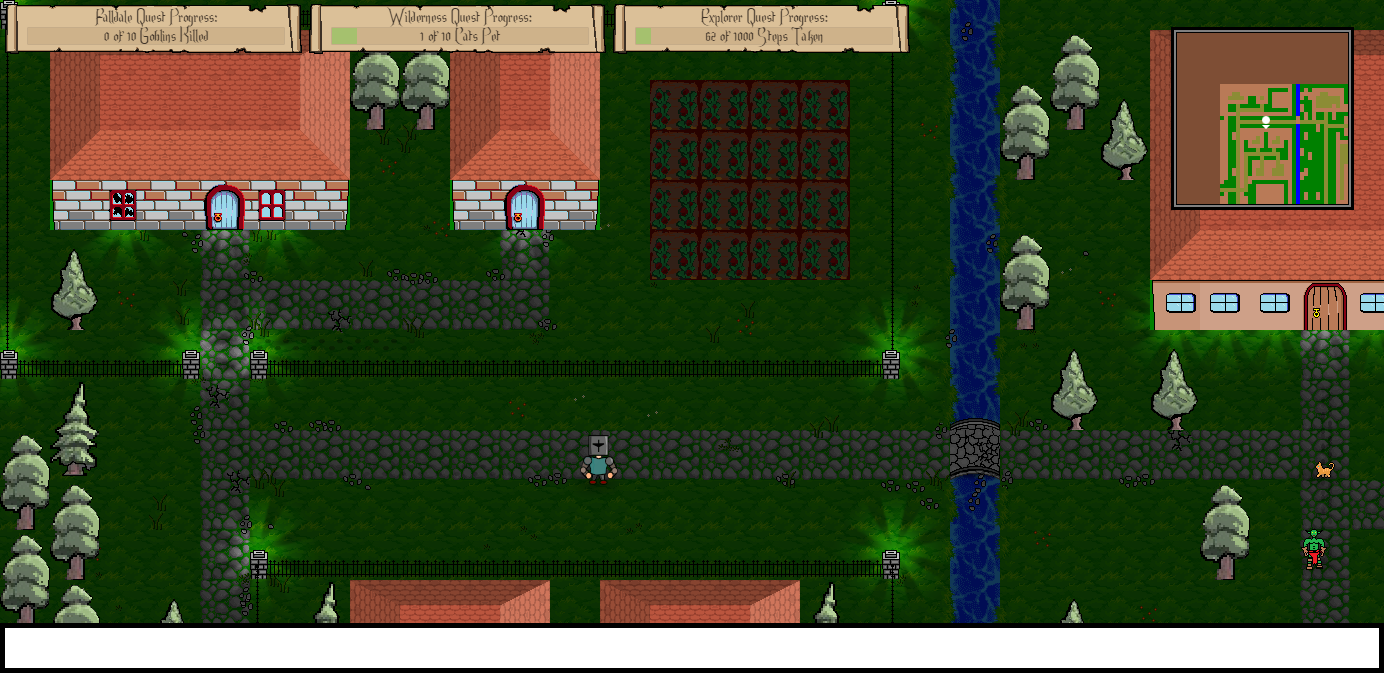 Falldale Quest Progress:
0 of 10 Goblins Killed
Wilderness Quest Progress:
1 of 10 Cats Pet
Explorer Quest Progress:
62 of 1000 Steps Taken